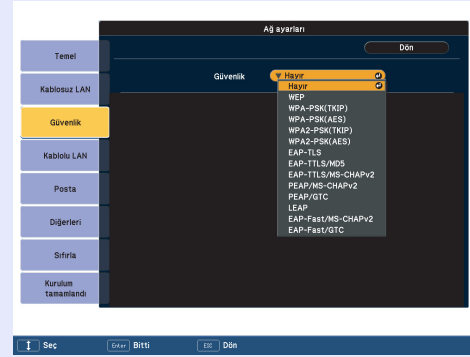 Ağ ayarları
Dön
Temel
Kablosuz LAN
Güvenlik
Kablolu LAN
Posta
Diğerleri
Sıfırla
Kurulum
tamamlandı
Güvenlik
Hayır
Hayır
WEP
WPA-PSK(TKIP)
WPA-PSK(AES)
WPA2-PSK(TKIP)
WPA2-PSK(AES)
EAP-TLS
EAP-TTLS/MD5
EAP-TTLS/MS-CHAPv2
PEAP/MS-CHAPv2
PEAP/GTC
LEAP
EAP-Fast/MS-CHAPv2
EAP-Fast/GTC
Seç Enter Bitti ESC Dön